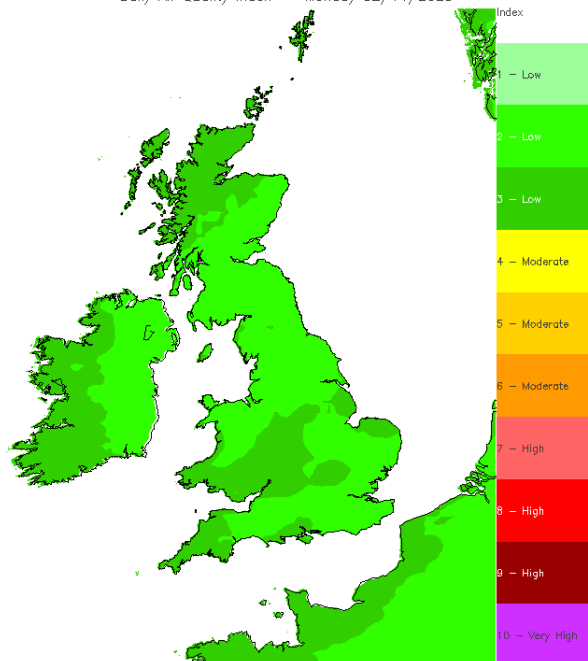 Index
1 - Low
2 - Low
3 - Low
4 - Moderate
5 - Moderate
6 - Moderate
7 - High
8 - High
9 - High
10 - Very High